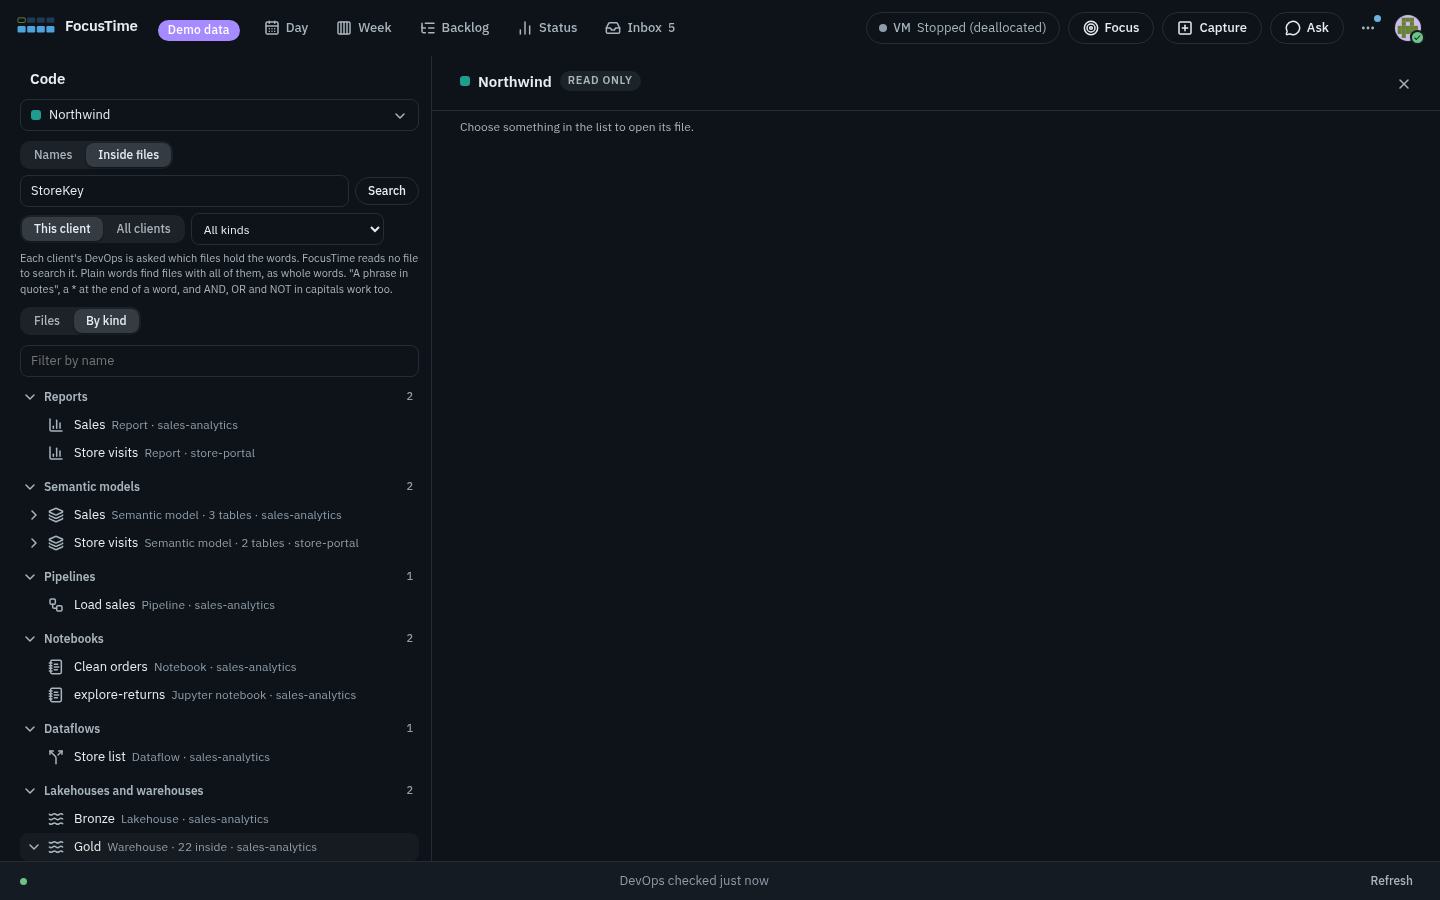 FocusTime
Demo data
Day
Week
Backlog
Status
Inbox 5
VM Stopped (deallocated)
Focus
Capture
Ask
Code
Northwind
Names
Inside files
StoreKey
Search
This client
All clients
All kinds
Each client's DevOps is asked which files hold the words. FocusTime reads no file
to search it. Plain words find files with all of them, as whole words. "A phrase in
quotes", a * at the end of a word, and AND, OR and NOT in capitals work too.
Files
By kind
Filter by name
Reports 2
Sales Report · sales-analytics
Store visits Report · store-portal
Semantic models 2
Sales Semantic model · 3 tables · sales-analytics
Store visits Semantic model · 2 tables · store-portal
Pipelines 1
Load sales Pipeline · sales-analytics
Notebooks 2
Clean orders Notebook · sales-analytics
explore-returns Jupyter notebook · sales-analytics
Dataflows 1
Store list Dataflow · sales-analytics
Lakehouses and warehouses 2
Bronze Lakehouse · sales-analytics
Gold Warehouse · 22 inside · sales-analytics
Northwind READ ONLY
Choose something in the list to open its file.
DevOps checked just now
Refresh